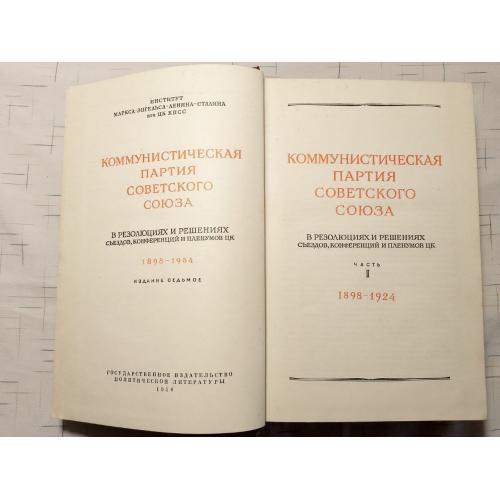 ИНСТИТУТ
МАРКСА-ЭНГЕЛЬСА-ЛЕНИНА-СТАЛИНА
ПРИ ЦК КПСС
КОММУНИСТИЧЕСКАЯ
ПАРТИЯ
СОВЕТСКОГО
СОЮЗА
В РЕЗОЛЮЦИЯХ И РЕШЕНИЯХ
СЪЕЗДОВ, КОНФЕРЕНЦИЙ И ПЛЕНУМОВ ЦК
1898-1954
ИЗДАНИЕ СЕДЬМОЕ
ГОСУДАРСТВЕННОЕ ИЗДАТЕЛЬСТВО
ПОЛИТИЧЕСКОЙ ЛИТЕРАТУРЫ
КОММУНИСТИЧЕСКАЯ
ПАРТИЯ
СОВЕТСКОГО
СОЮЗА
В РЕЗОЛЮЦИЯХ И РЕШЕНИЯХ
СЪЕЗДОВ, КОНФЕРЕНЦИЙ И ПЛЕНУМОВ ЦК
ЧАСТЬ
1898-1924